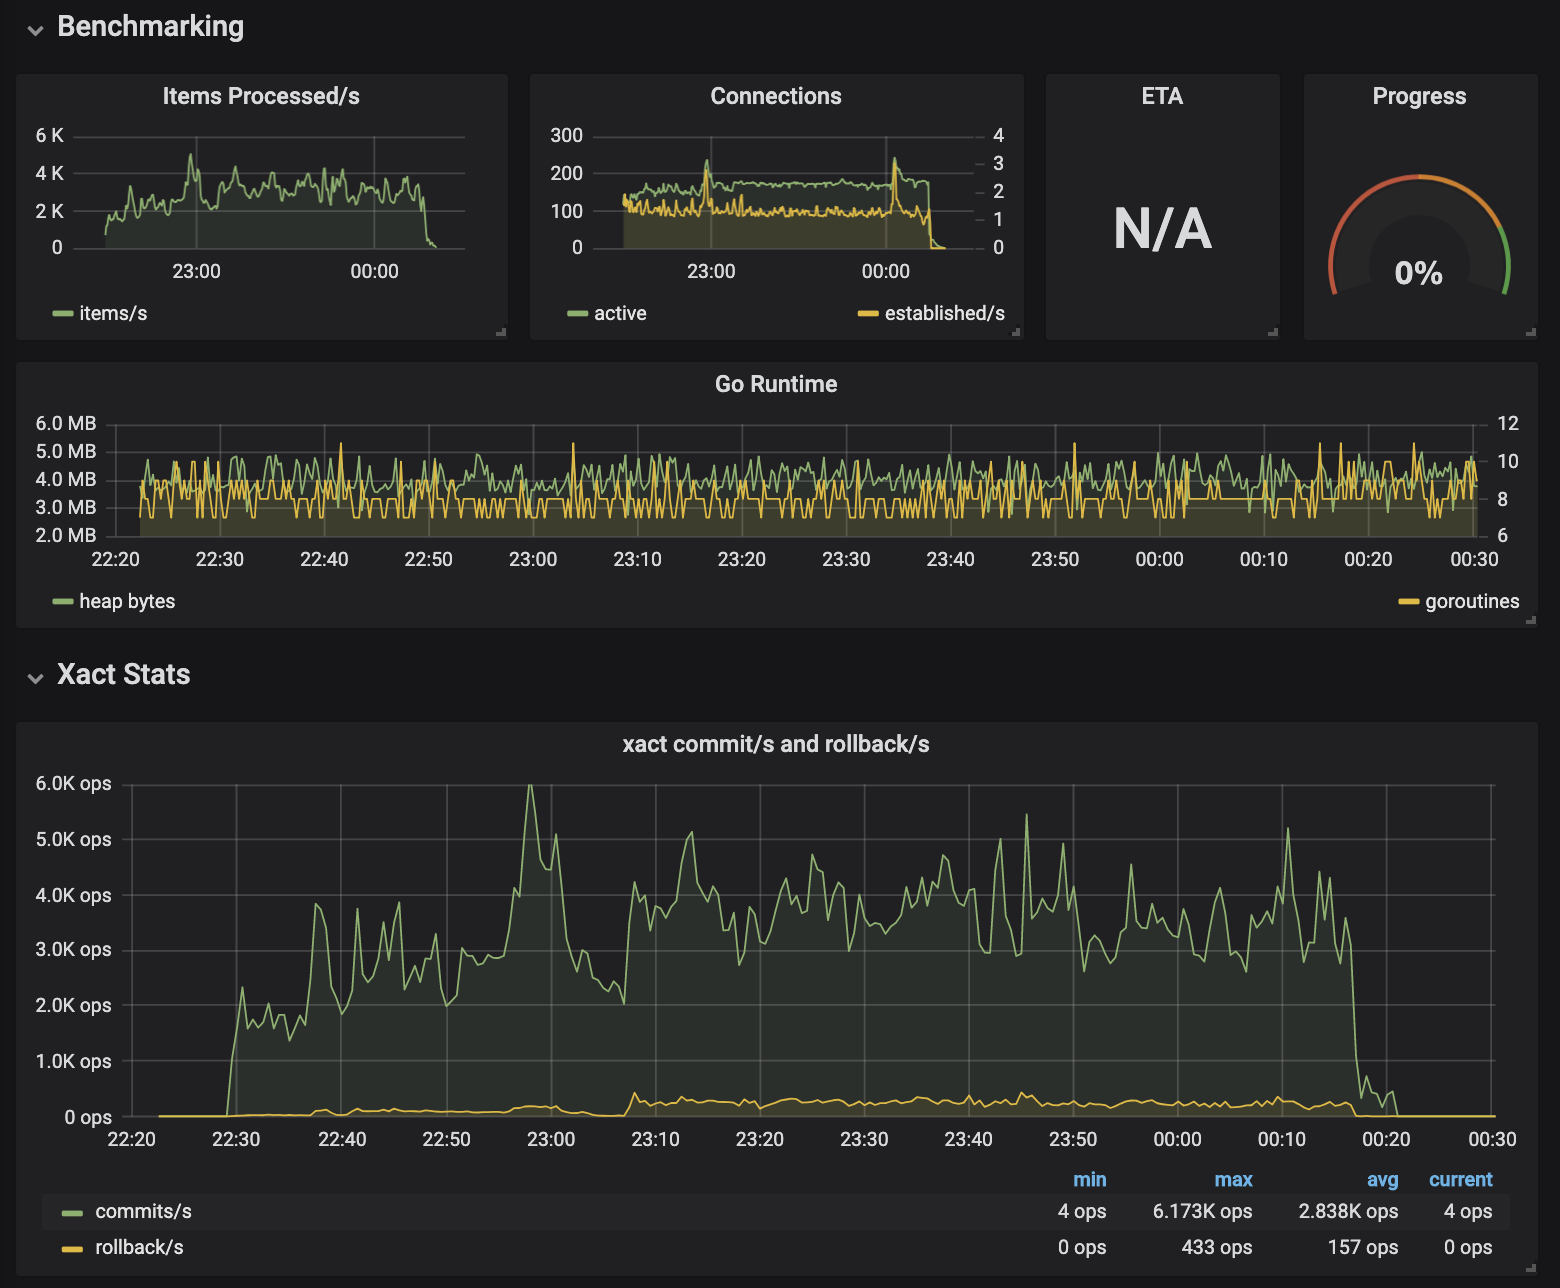 Benchmarking
Items Processed/s
6 K
4 K
2 K
0
23:00 00:00
items/s
Connections
300 4
200 3
100 2
0 1
0
23:00 00:00
active established/s
ETA
N/A
Progress
0%
Go Runtime
6.0 MB 12
5.0 MB 10
4.0 MB 8
3.0 MB 6
2.0 MB
22:20 22:30 22:40 22:50 23:00 23:10 23:20 23:30 23:40 23:50 00:00 00:10 00:20 00:30
heap bytes goroutines
Xact Stats
xact commit/s and rollback/s
6.0K ops
5.0K ops
4.0K ops
3.0K ops
2.0K ops
1.0K ops
0 ops
22:20 22:30 22:40 22:50 23:00 23:10 23:20 23:30 23:40 23:50 00:00 00:10 00:20 00:30
min max avg current
commits/s 4 ops 6.173K ops 2.838K ops 4 ops
rollback/s 0 ops 433 ops 157 ops 0 ops